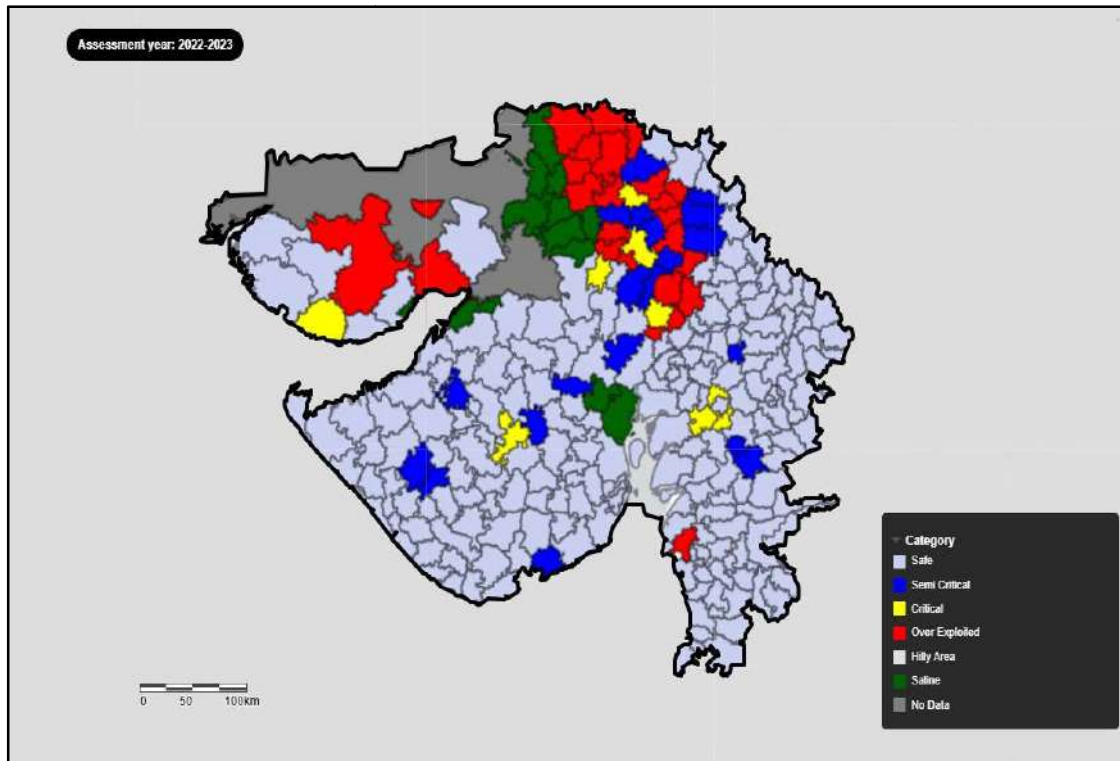 Assessment year: 2022-2023
Category
Safe
Semi Critical
Critical
Over Exploited
Hilly Area
Saline
No Data
0 50 100km